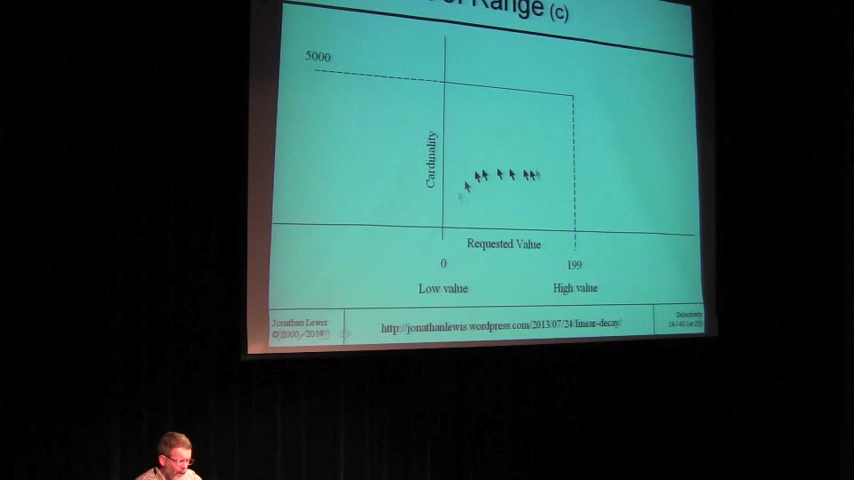 Range (c)
5000
Cardinality
Requested Value
0
199
Low value
High value
Jonathan Lewis
© 2000 - 2014
http://jonathanlewis.wordpress.com/2013/07/24/linear-decay/
Selectivity